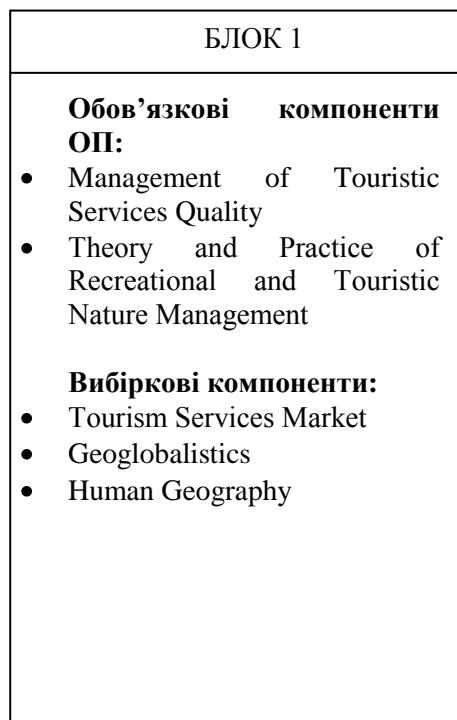 БЛОК 1
Обов’язкові компоненти
ОП:
• Management of Touristic
Services Quality
• Theory and Practice of
Recreational and Touristic
Nature Management
Вибіркові компоненти:
• Tourism Services Market
• Geoglobalistics
• Human Geography